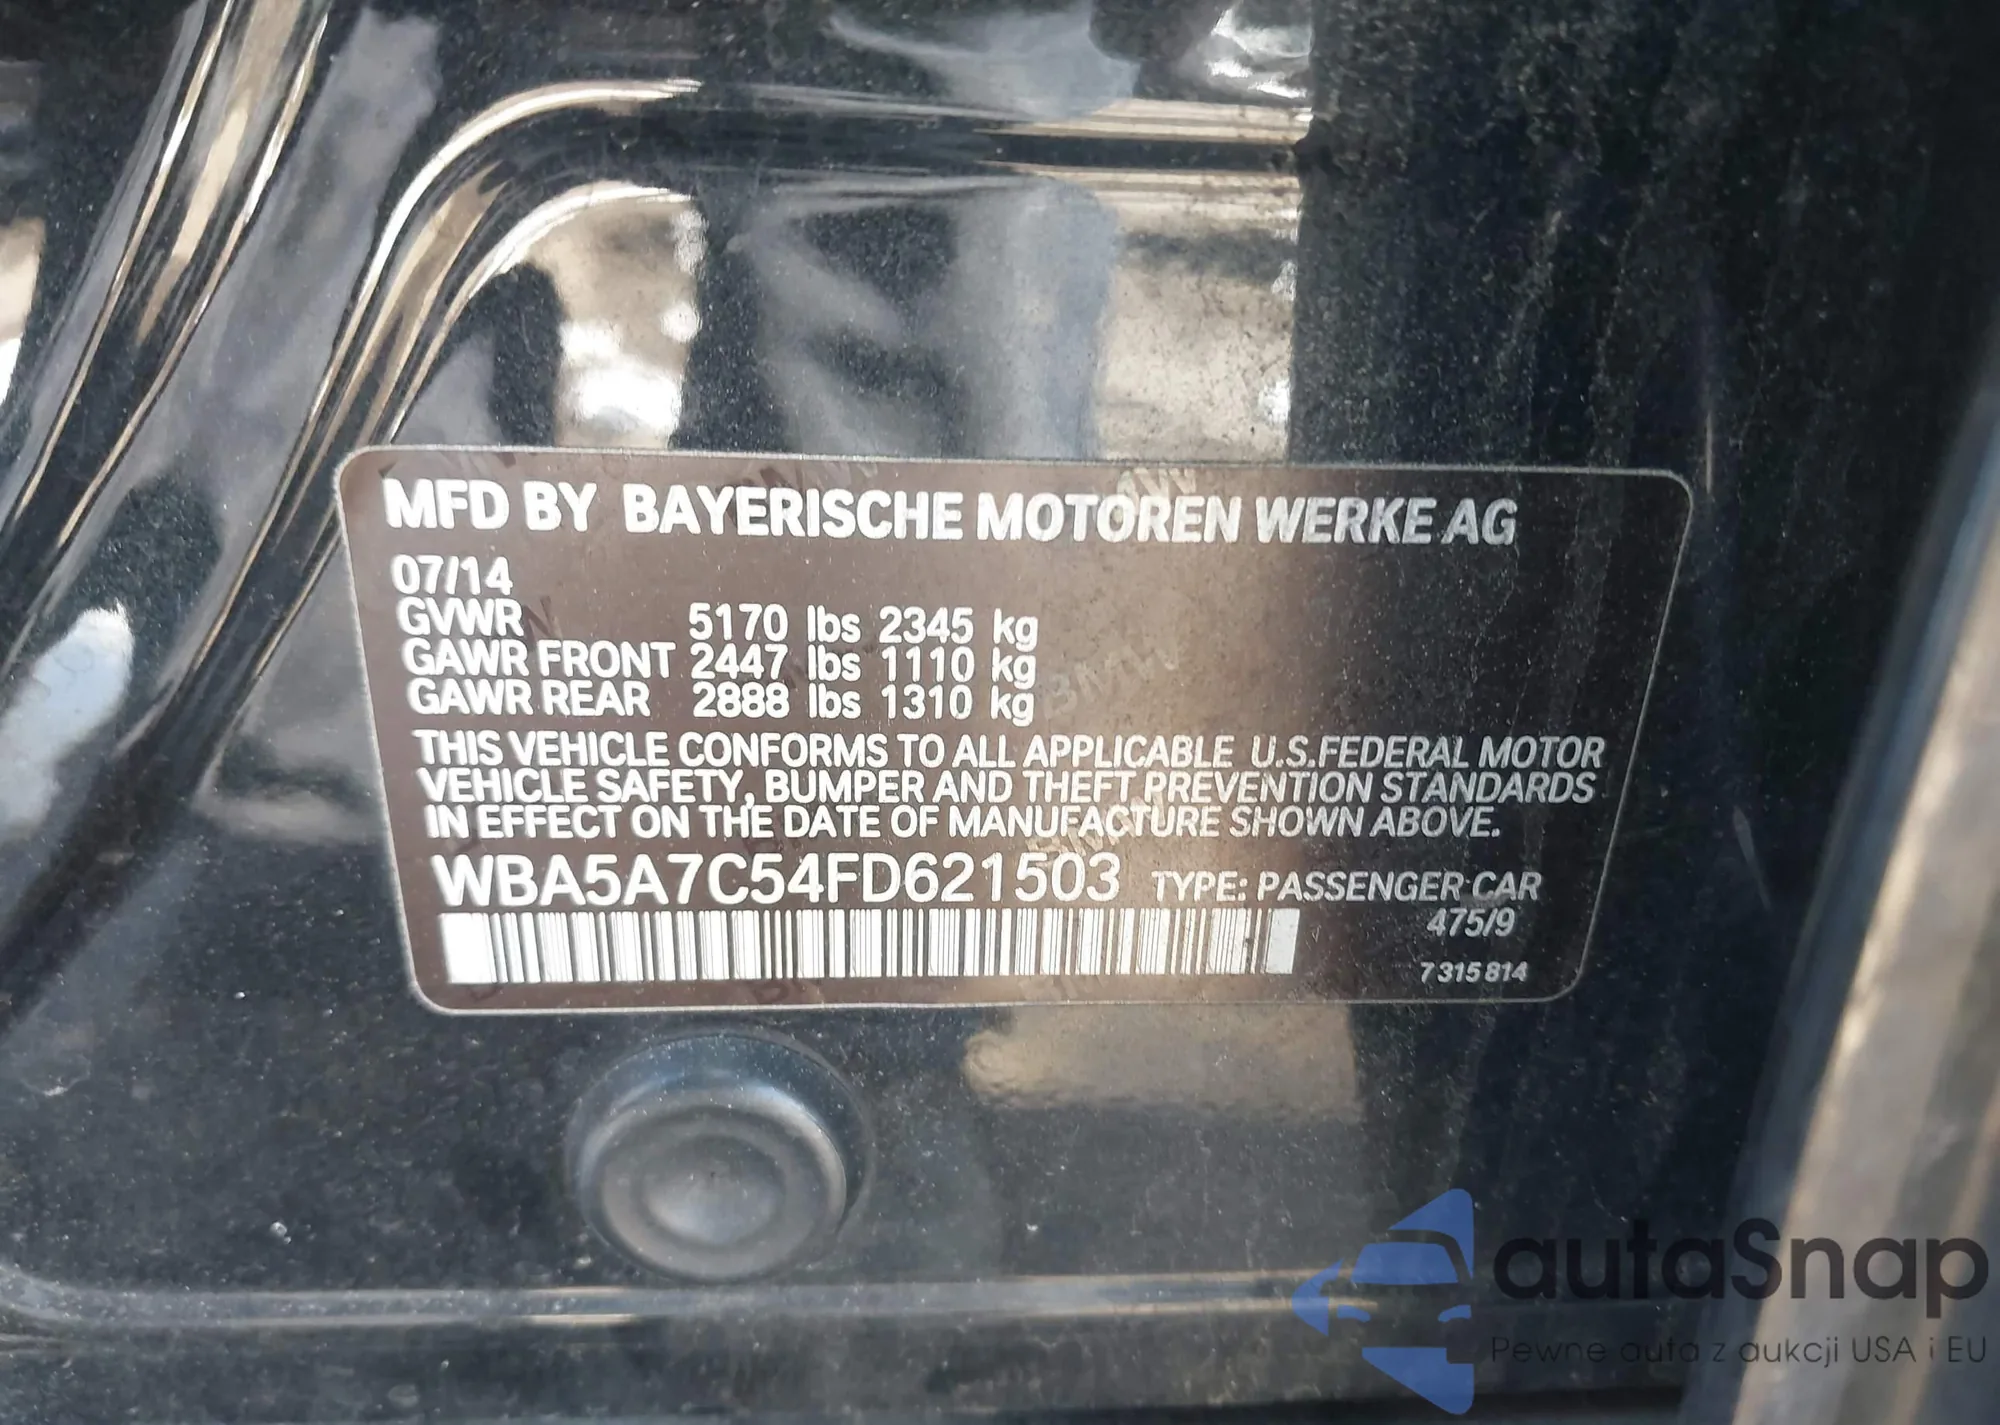 MFD BY BAYERISCHE MOTOREN WERKE AG
07/14
GVWR 5170 lbs 2345 kg
GAWR FRONT 2447 lbs 1110 kg
GAWR REAR 2888 lbs 1310 kg
THIS VEHICLE CONFORMS TO ALL APPLICABLE U.S.FEDERAL MOTOR
VEHICLE SAFETY, BUMPER AND THEFT PREVENTION STANDARDS
IN EFFECT ON THE DATE OF MANUFACTURE SHOWN ABOVE.
WBA5A7C54FD621503 TYPE: PASSENGER CAR
475/9
7 315 814
autaSnap
Pewne auta z aukcji USA i EU